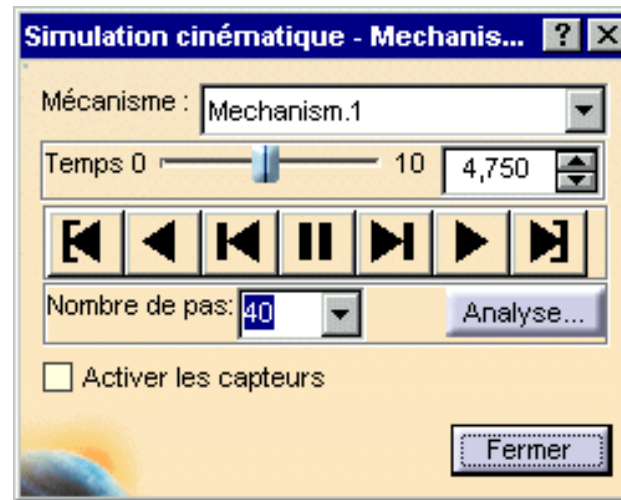 Simulation cinématique - Mechanis... ? X
Mécanisme : Mechanism.1
Temps 0 10 4,750
Nombre de pas: 40 Analyse...
Activer les capteurs
Fermer